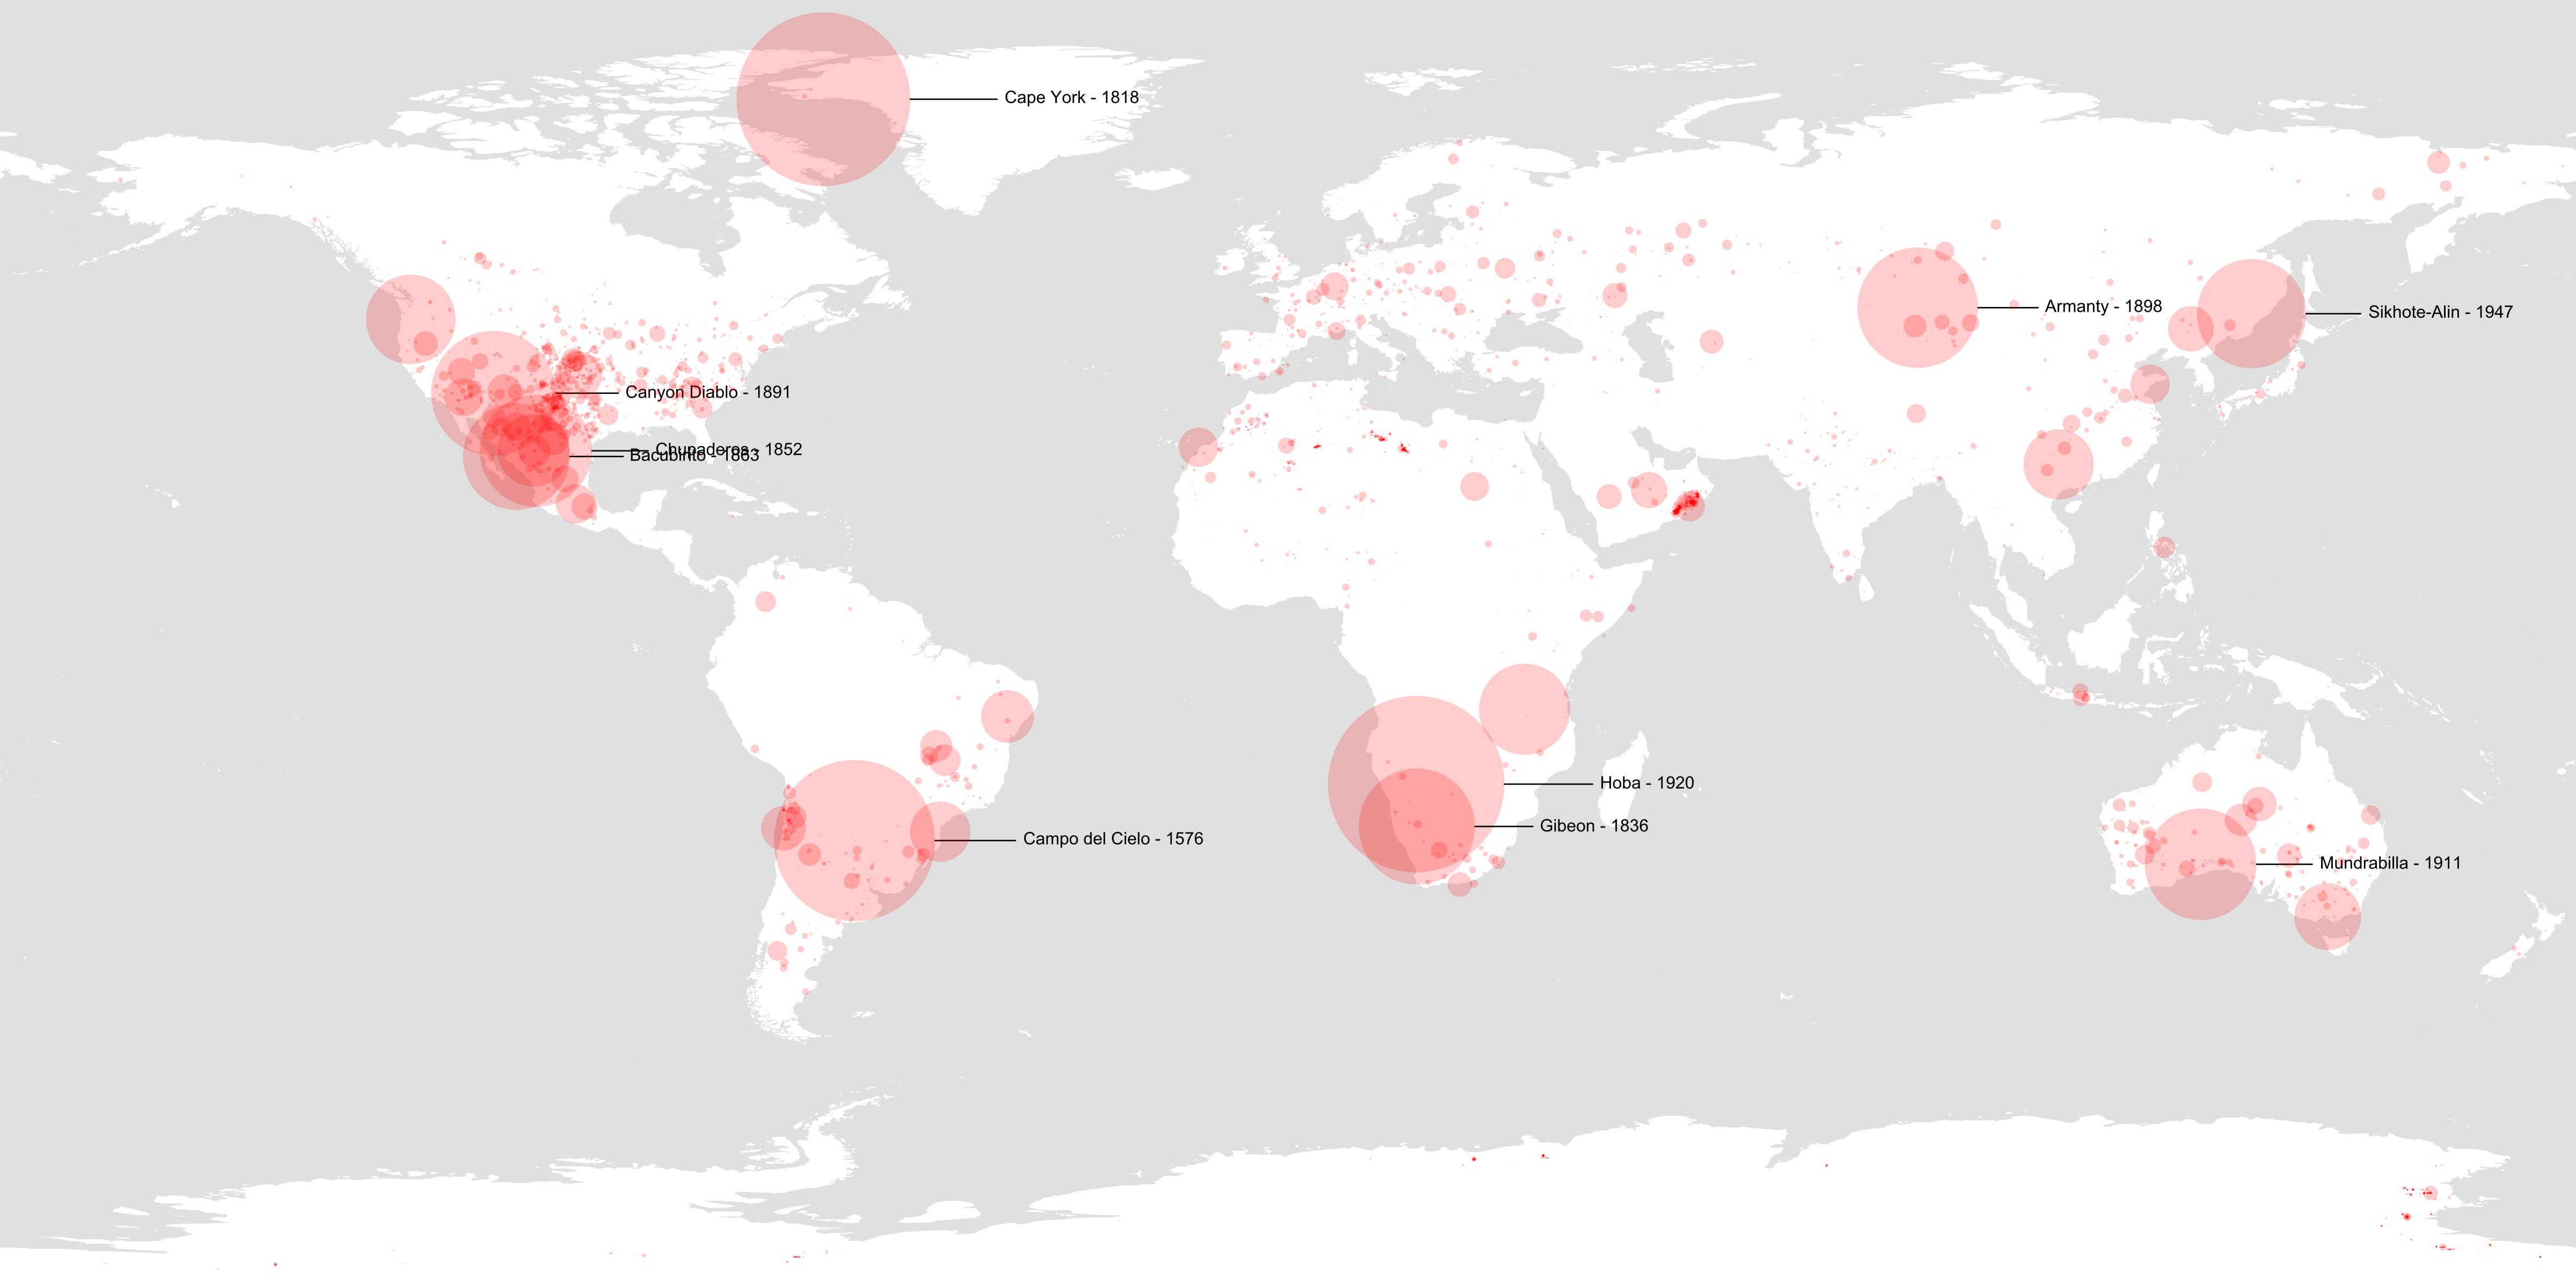 Cape York - 1818
Armanty - 1898
Sikhote-Alin - 1947
Canyon Diablo - 1891
Chupaderos - 1852
Bacubirito - 1863
Hoba - 1920
Gibeon - 1836
Campo del Cielo - 1576
Mundrabilla - 1911